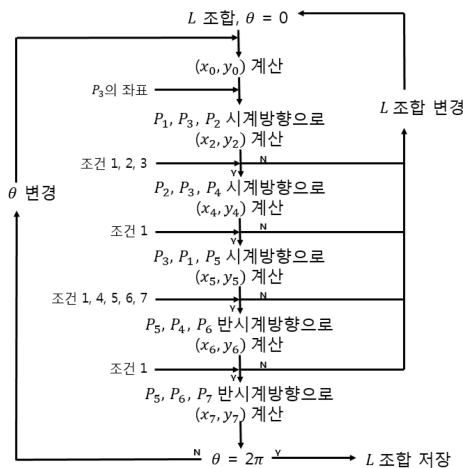 L 조합, θ = 0
(x₀, y₀) 계산
P₃의 좌표
P₁, P₃, P₂ 시계방향으로
(x₂, y₂) 계산
L 조합 변경
조건 1, 2, 3
N
Y
P₂, P₃, P₄ 시계방향으로
(x₄, y₄) 계산
θ 변경
조건 1
N
Y
P₃, P₁, P₅ 시계방향으로
(x₅, y₅) 계산
조건 1, 4, 5, 6, 7
N
Y
P₅, P₄, P₆ 반시계방향으로
(x₆, y₆) 계산
조건 1
N
Y
P₅, P₆, P₇ 반시계방향으로
(x₇, y₇) 계산
N
θ = 2π
Y
L 조합 저장